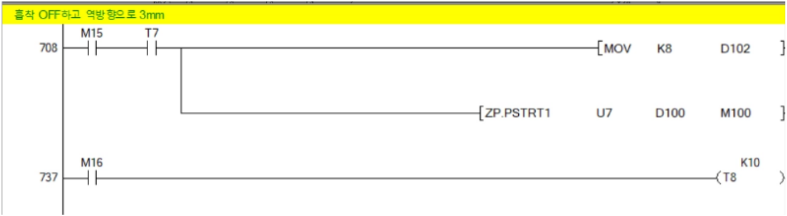 흡착 OFF하고 역방향으로 3mm
M15 T7
708 [MOV K8 D102 ]
[ZP.PSTRT1 U7 D100 M100 ]
M16 K10
737 (T8 )